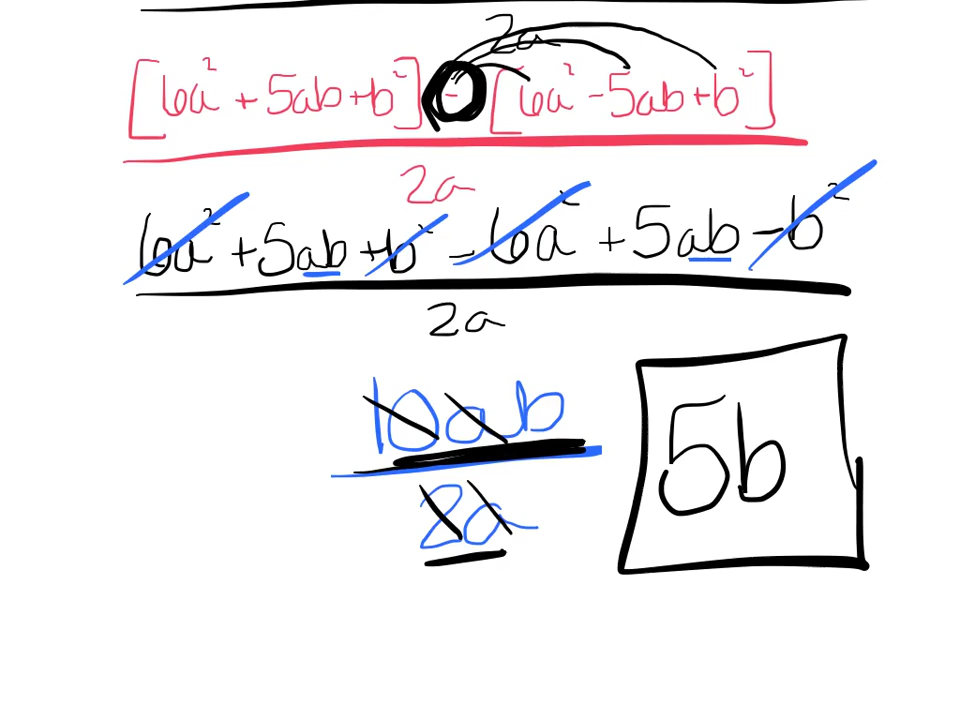 2a
[6a² + 5ab + b²] - [6a² - 5ab + b²]
2a
6a² + 5ab + b² - 6a² + 5ab - b²
2a
10ab
2a
5b